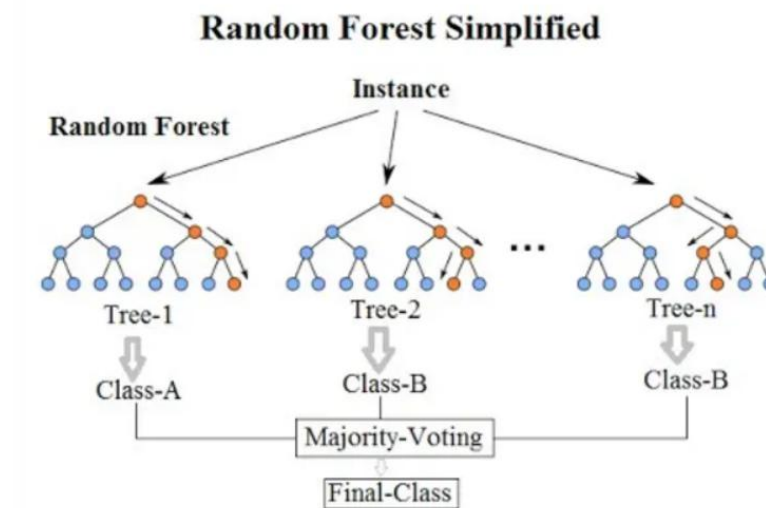 Random Forest Simplified
Instance
Random Forest
...
Tree-1
Tree-2
Tree-n
Class-A
Class-B
Class-B
Majority-Voting
Final-Class